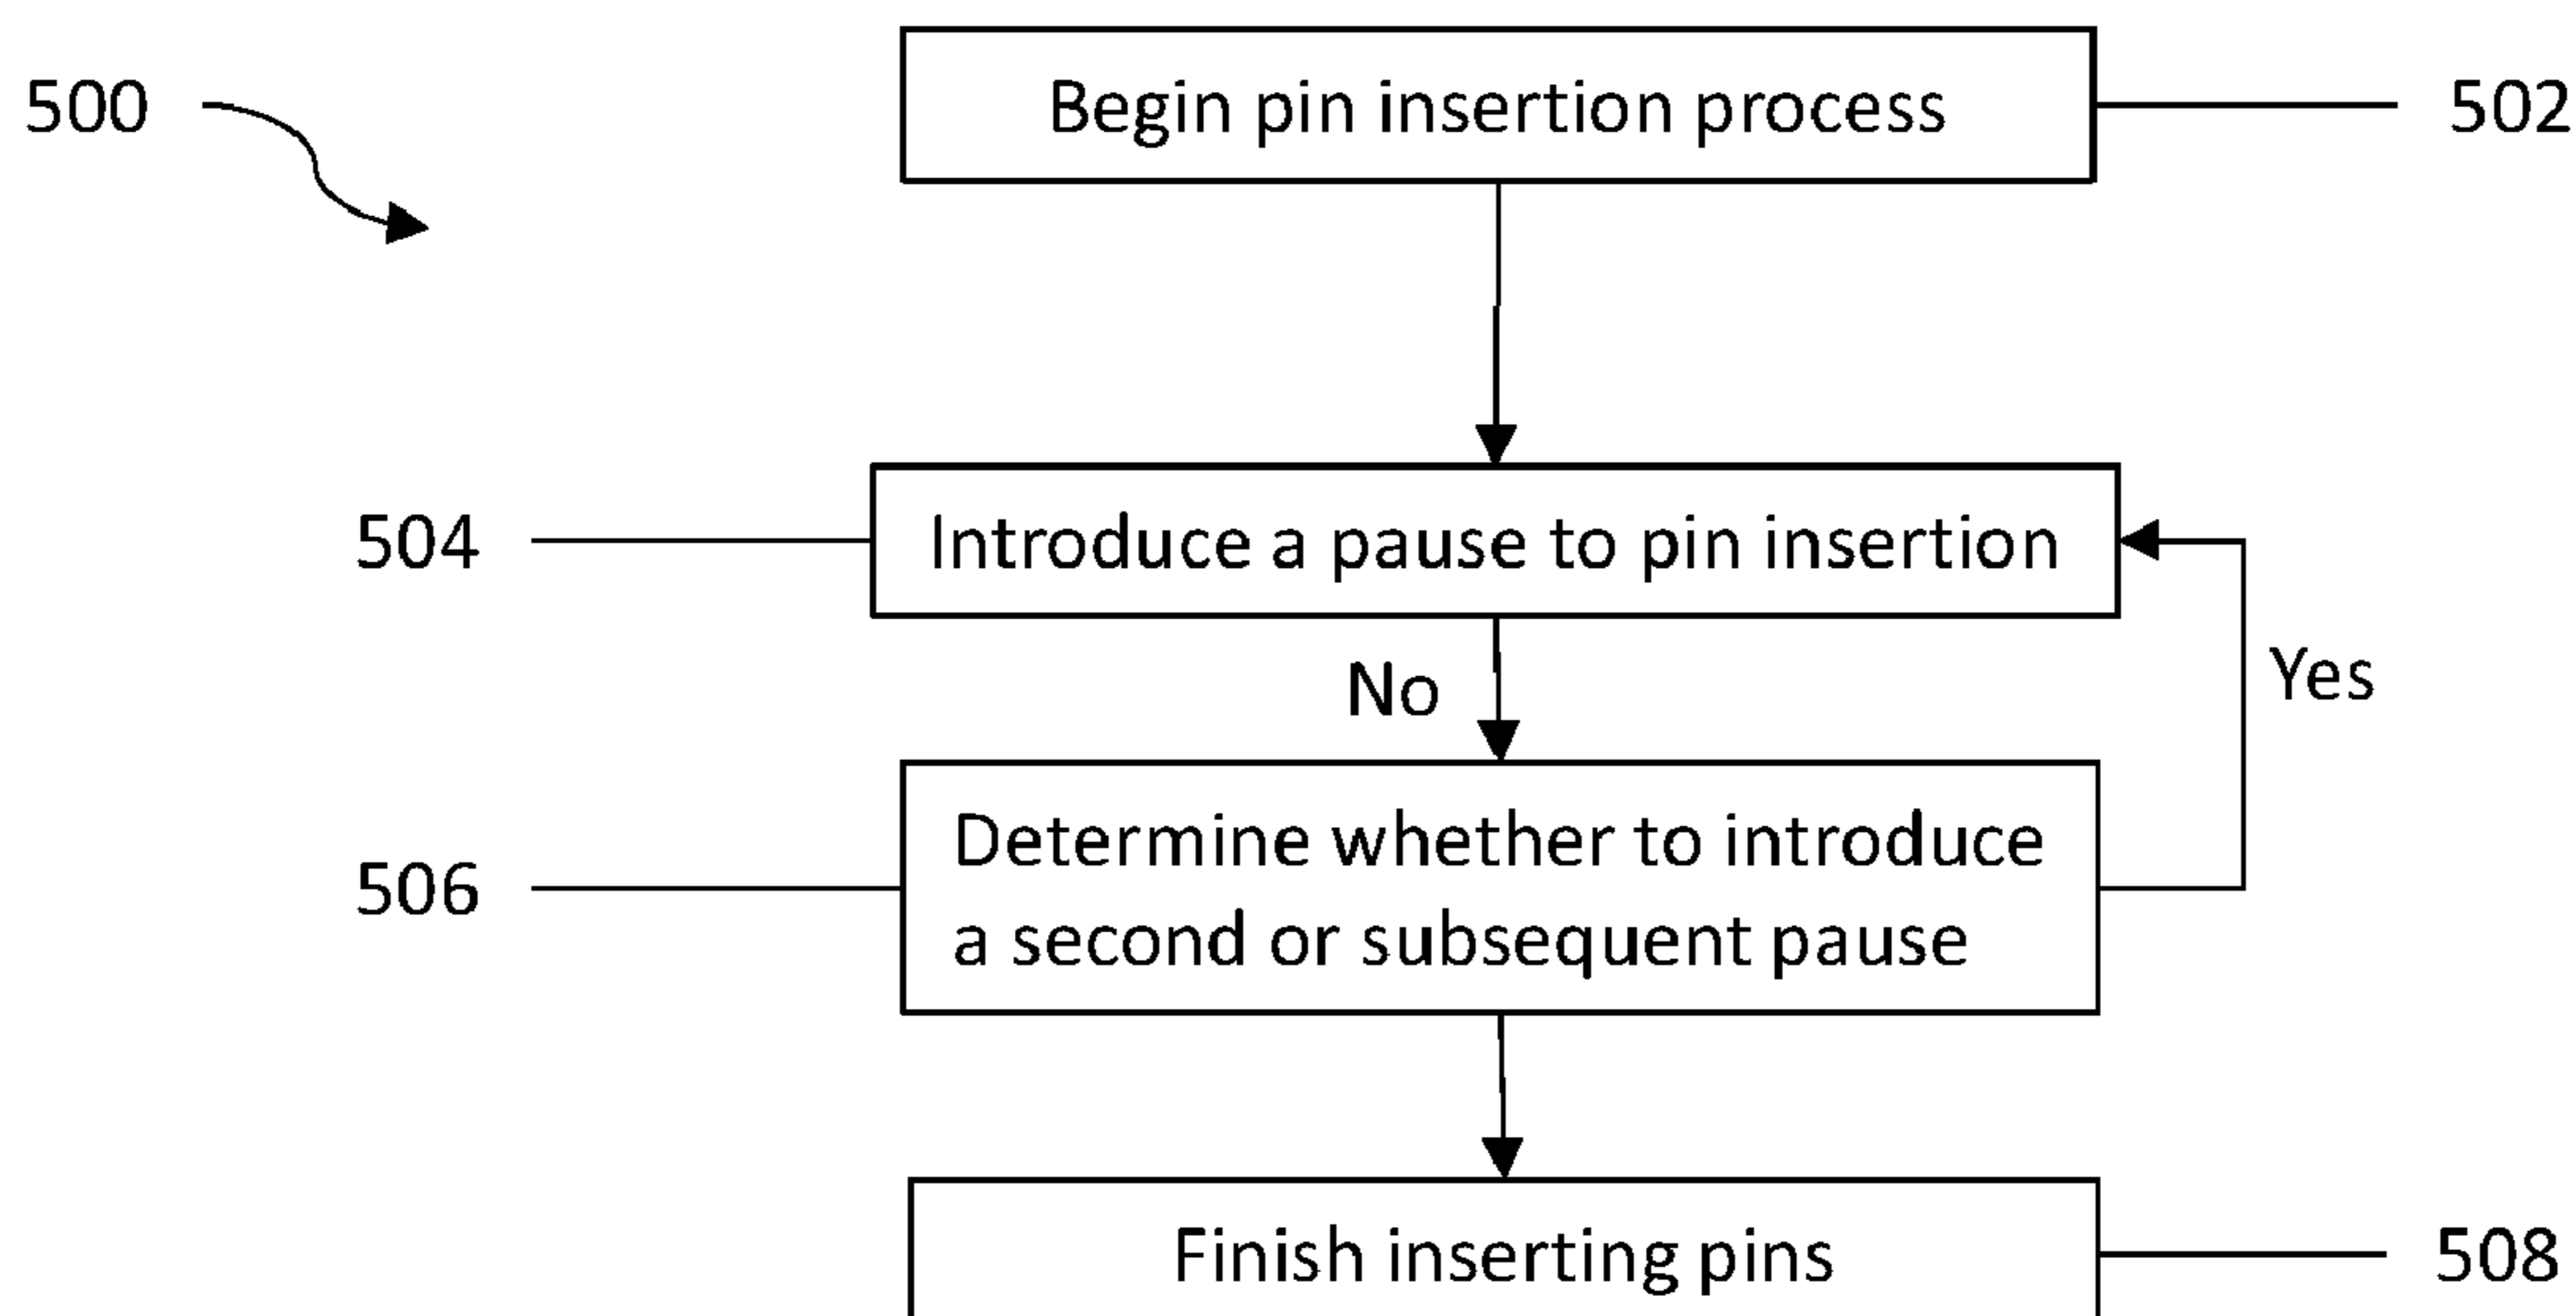 500
Begin pin insertion process
502
504
Introduce a pause to pin insertion
No
Yes
506
Determine whether to introduce
a second or subsequent pause
Finish inserting pins
508